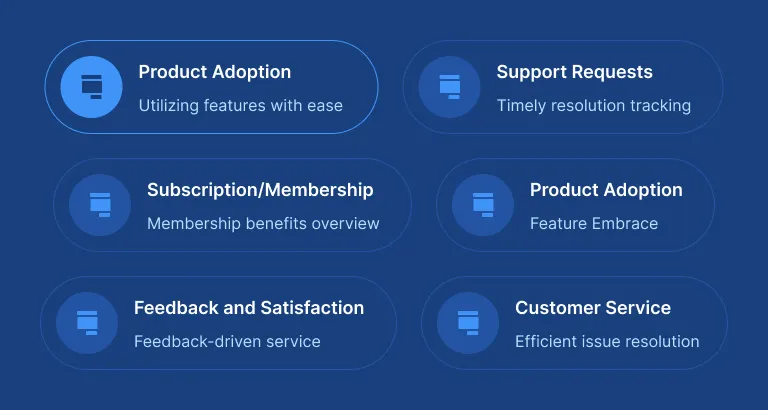 Product Adoption
Utilizing features with ease
Support Requests
Timely resolution tracking
Subscription/Membership
Membership benefits overview
Product Adoption
Feature Embrace
Feedback and Satisfaction
Feedback-driven service
Customer Service
Efficient issue resolution